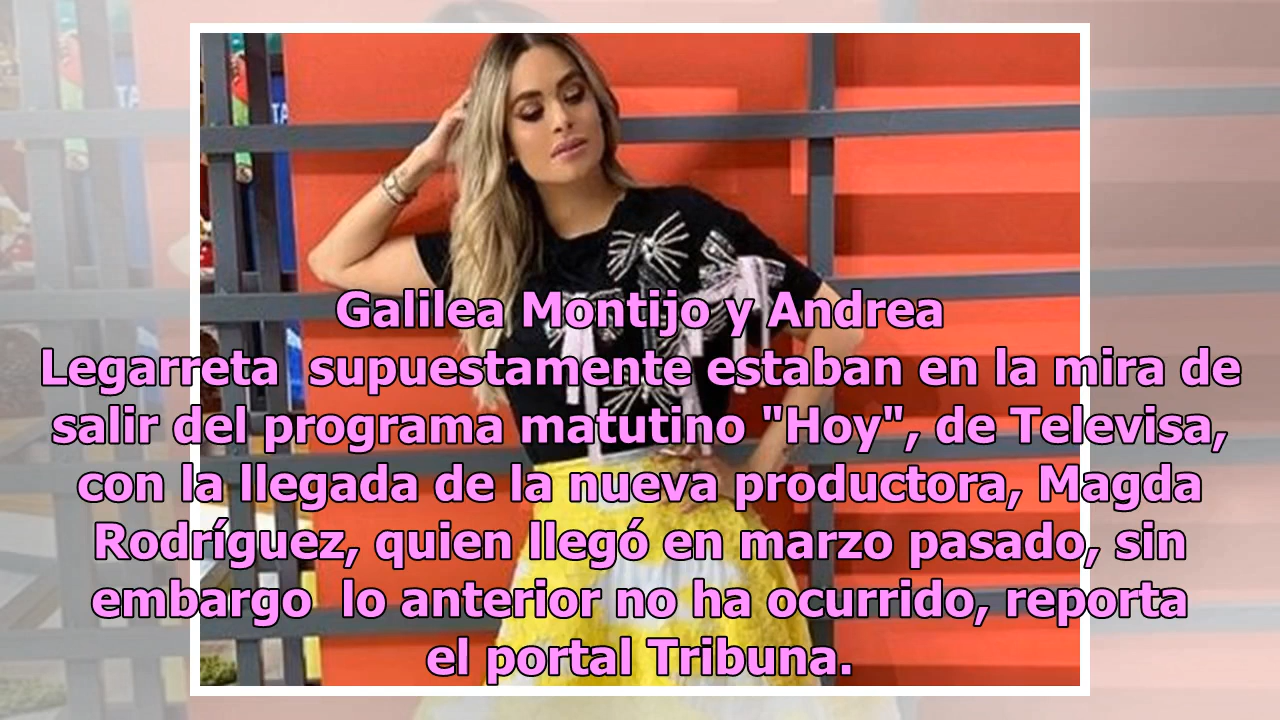 Galilea Montijo y Andrea
Legarreta  supuestamente estaban en la mira de
salir del programa matutino "Hoy", de Televisa,
con la llegada de la nueva productora, Magda
Rodríguez, quien llegó en marzo pasado, sin
embargo  lo anterior no ha ocurrido, reporta
el portal Tribuna.